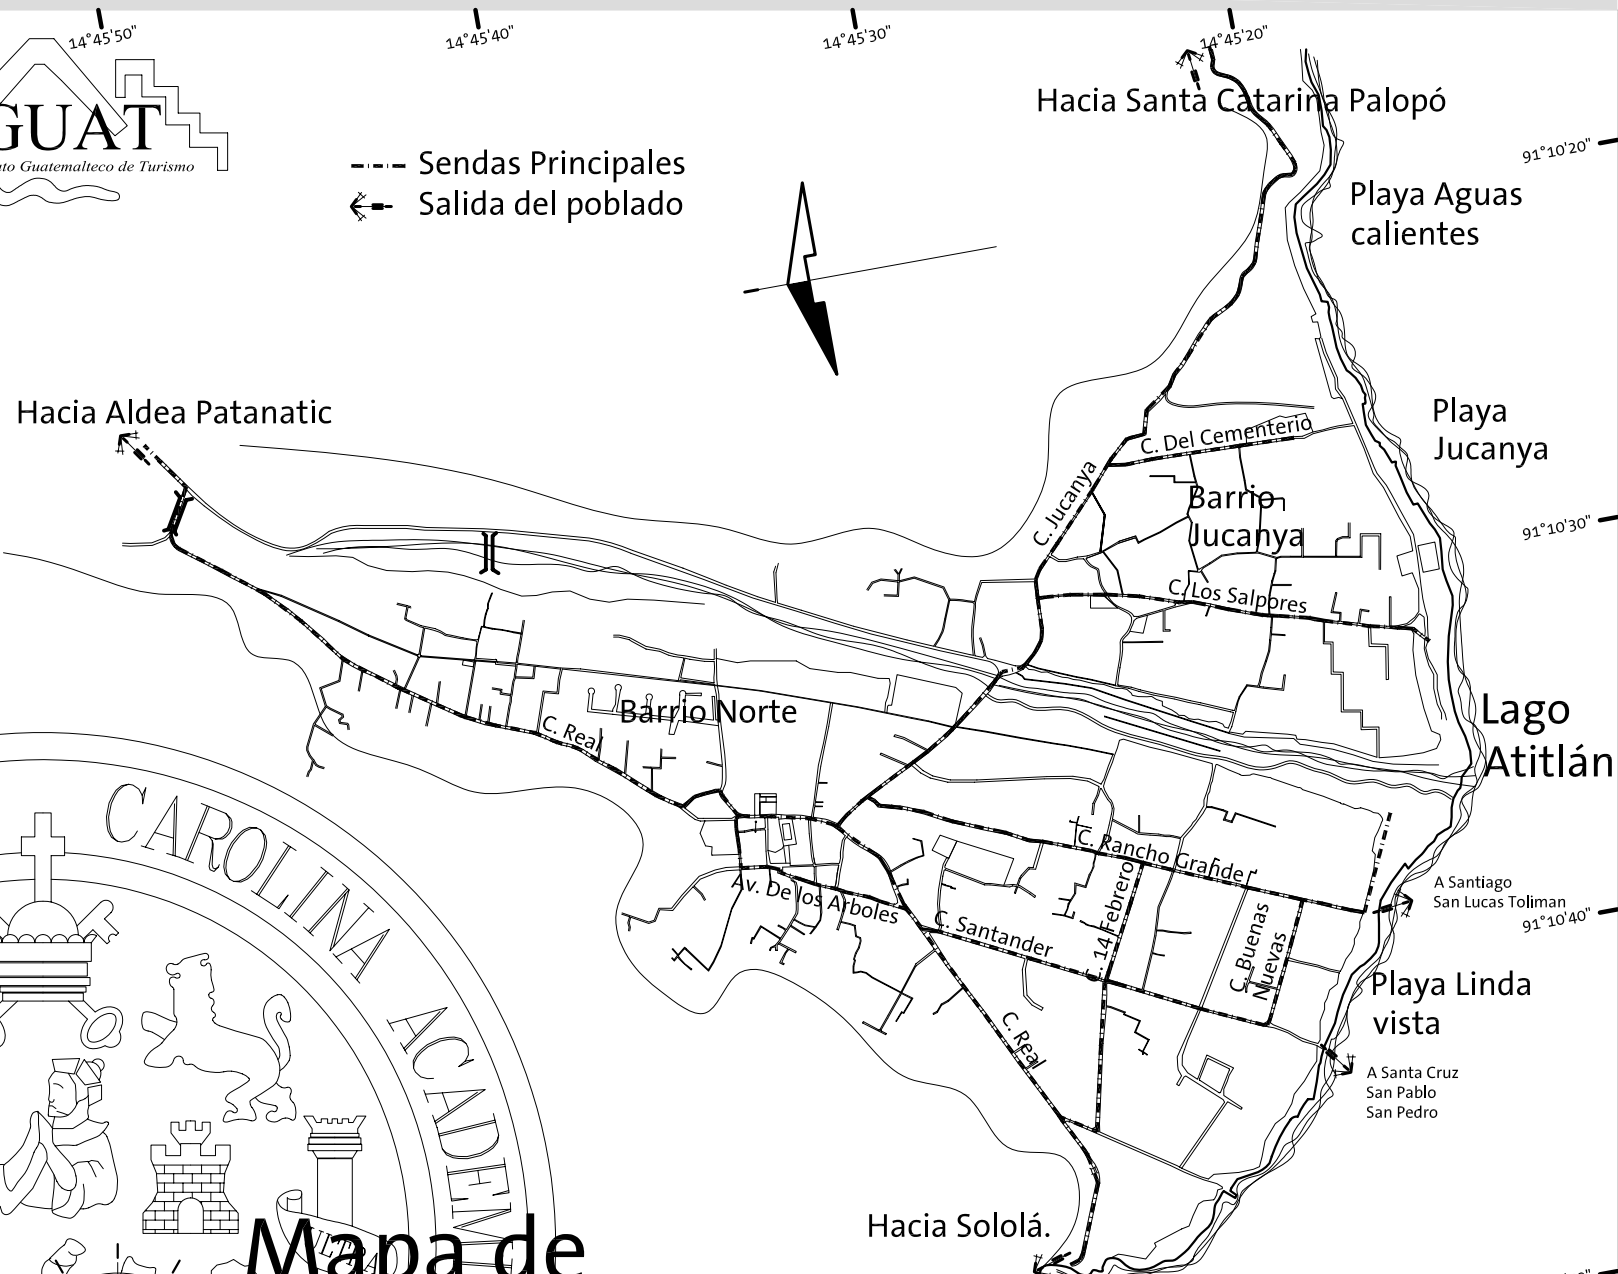 14°45'50"
14°45'40"
14°45'30"
14°45'20"
GUAT
Guatemalteco de Turismo
Sendas Principales
Salida del poblado
Hacia Santa Catarina Palopó
91°10'20"
Playa Aguas
calientes
Hacia Aldea Patanatic
Playa
Jucanya
C. Del Cementerio
C. Jucanya
Barrio
Jucanya
91°10'30"
C. Los Salpores
Barrio Norte
C. Real
Lago
Atitlán
C. Rancho Grande
Av. De los Arboles
C. Santander
C. 14 Febrero
C. Buenas
Nuevas
A Santiago
San Lucas Toliman
91°10'40"
Playa Linda
vista
C. Real
A Santa Cruz
San Pablo
San Pedro
Hacia Sololá.
CAROLINA ACADEM
ULTRA
Mapa de